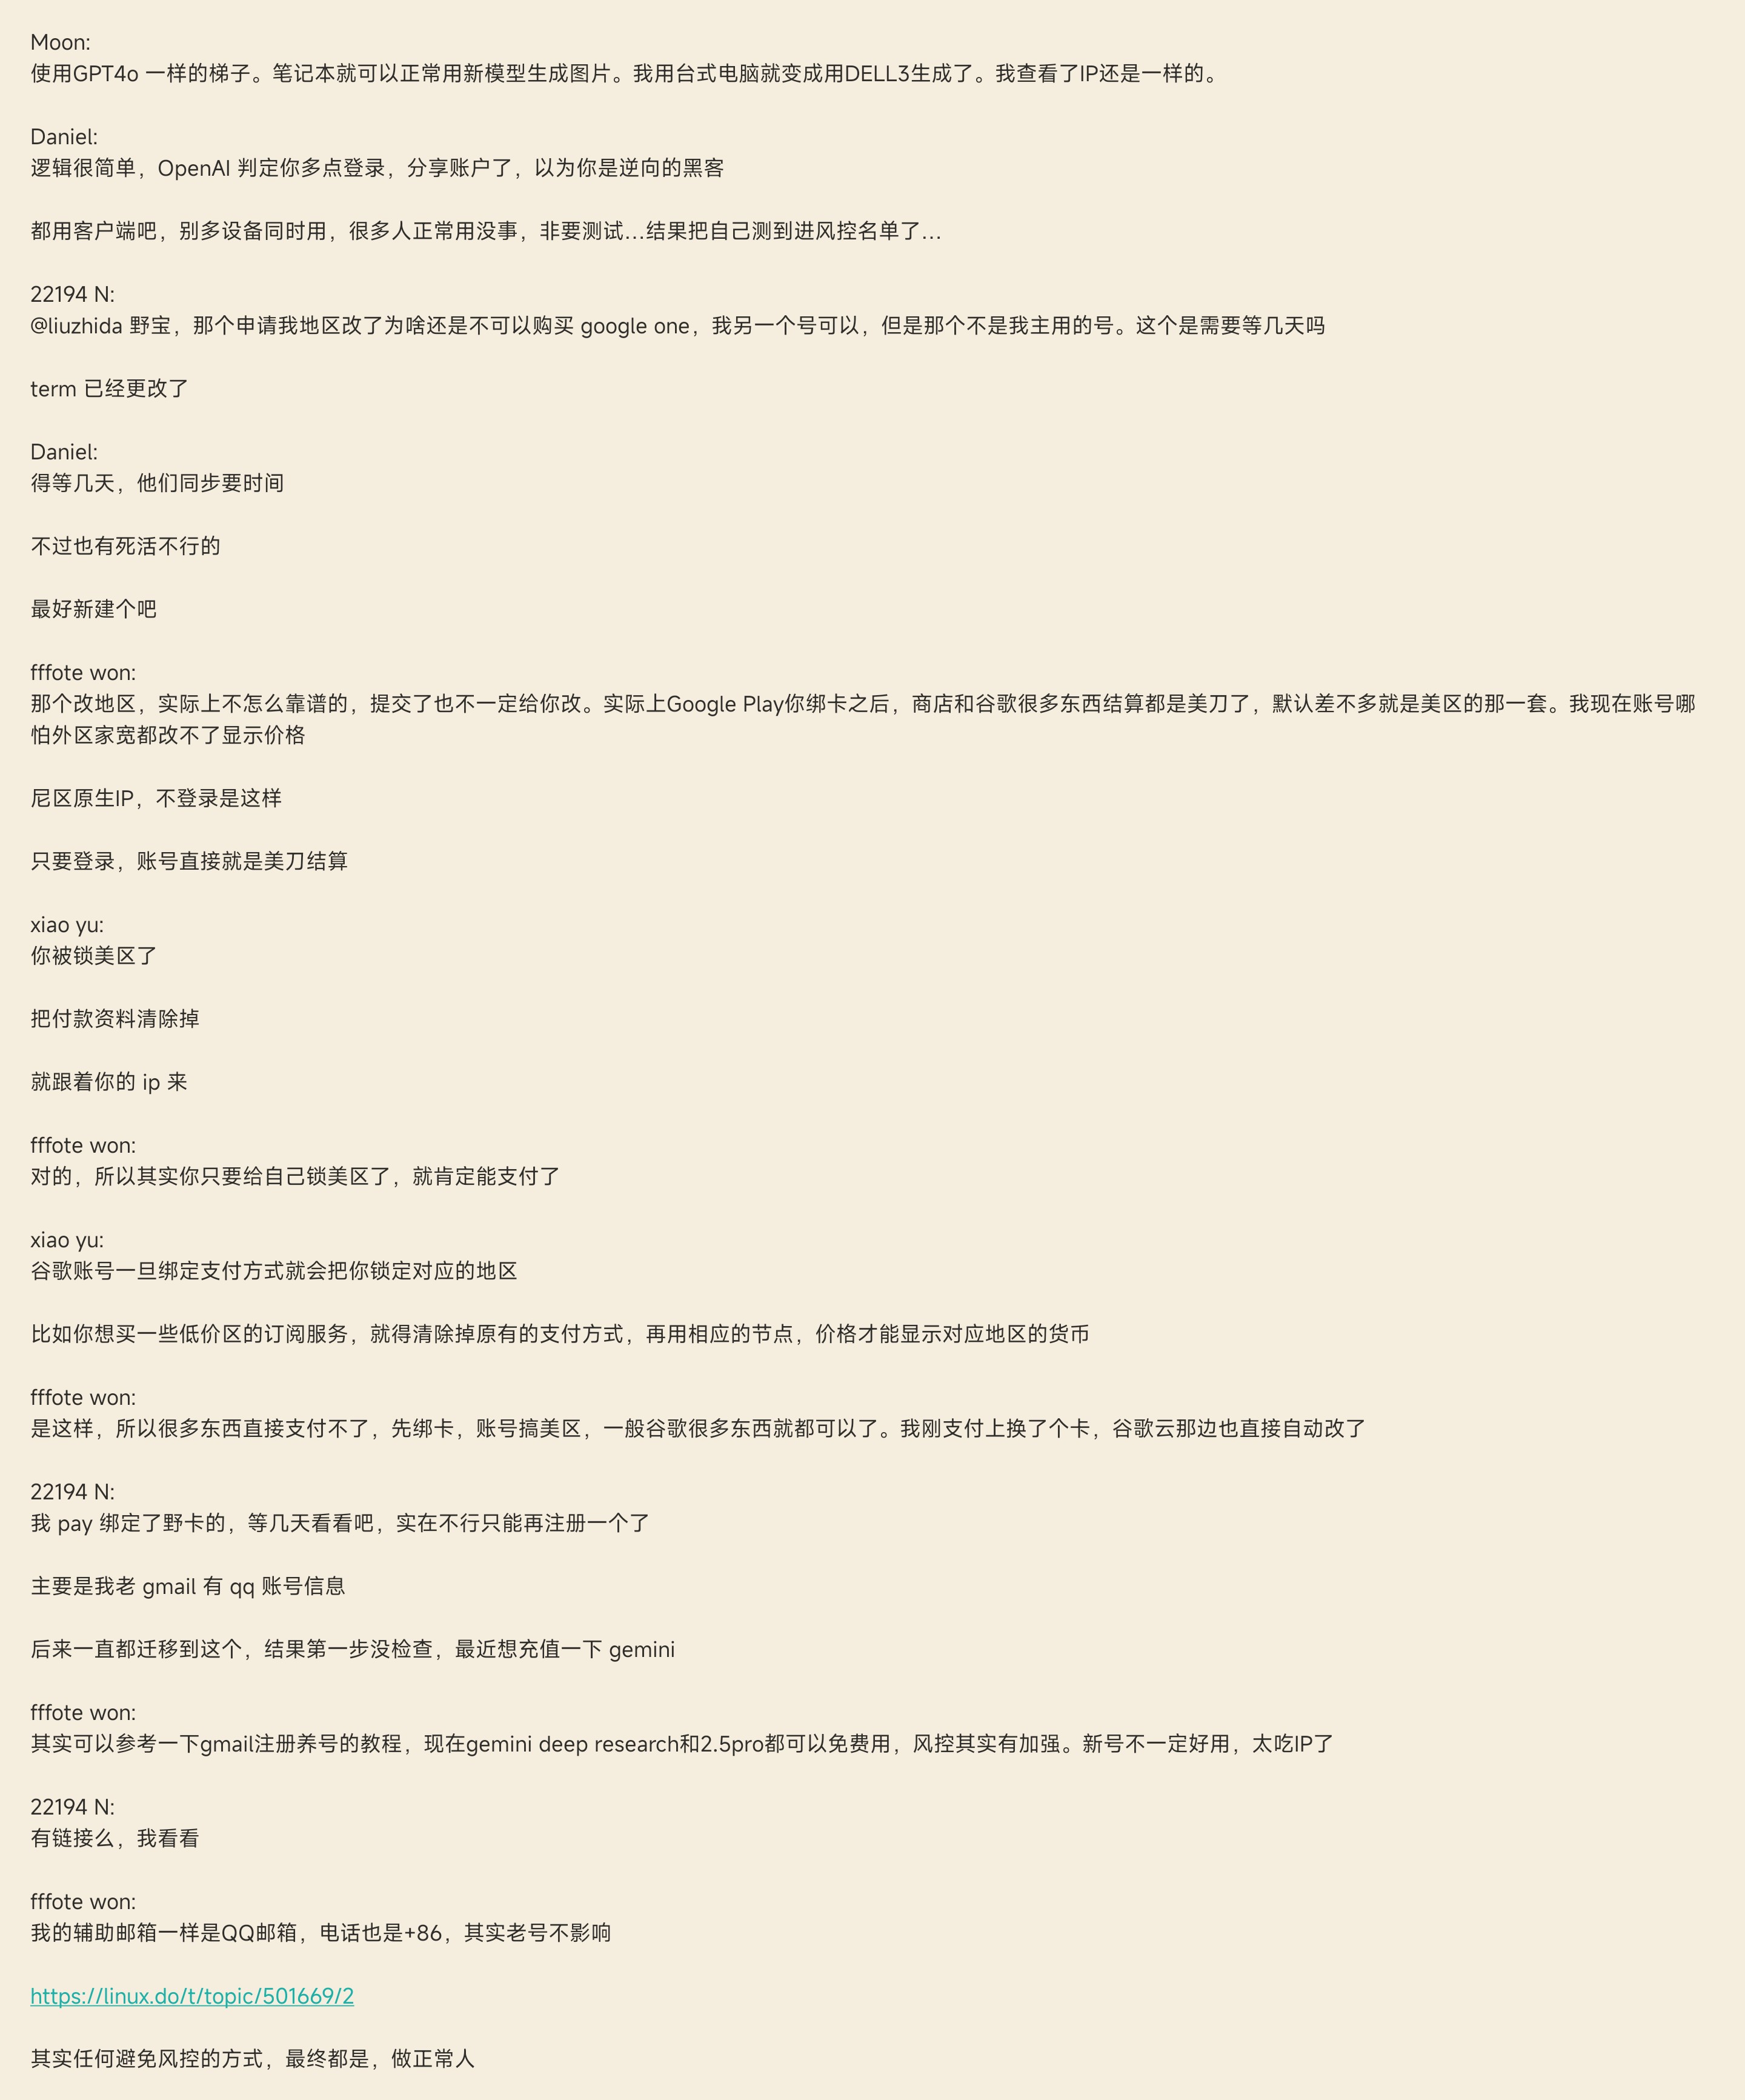 Moon:
使用GPT4o 一样的梯子。笔记本就可以正常用新模型生成图片。我用台式电脑就变成用DELL3生成了。我查看了IP还是一样的。
Daniel:
逻辑很简单，OpenAI 判定你多点登录，分享账户了，以为你是逆向的黑客
都用客户端吧，别多设备同时用，很多人正常用没事，非要测试...结果把自己测到进风控名单了...
22194 N:
@liuzhida 野宝，那个申请我地区改了为啥还是不可以购买 google one，我另一个号可以，但是那个不是我主用的号。这个是需要等几天吗
term 已经更改了
Daniel:
得等几天，他们同步要时间
不过也有死活不行的
最好新建个吧
fffote won:
那个改地区，实际上不怎么靠谱的，提交了也不一定给你改。实际上Google Play你绑卡之后，商店和谷歌很多东西结算都是美刀了，默认差不多就是美区的那一套。我现在账号哪
怕外区家宽都改不了显示价格
尼区原生IP，不登录是这样
只要登录，账号直接就是美刀结算
xiao yu:
你被锁美区了
把付款资料清除掉
就跟着你的 ip 来
fffote won:
对的，所以其实你只要给自己锁美区了，就肯定能支付了
xiao yu:
谷歌账号一旦绑定支付方式就会把你锁定对应的地区
比如你想买一些低价区的订阅服务，就得清除掉原有的支付方式，再用相应的节点，价格才能显示对应地区的货币
fffote won:
是这样，所以很多东西直接支付不了，先绑卡，账号搞美区，一般谷歌很多东西就都可以了。我刚支付上换了个卡，谷歌云那边也直接自动改了
22194 N:
我 pay 绑定了野卡的，等几天看看吧，实在不行只能再注册一个了
主要是我老 gmail 有 qq 账号信息
后来一直都迁移到这个，结果第一步没检查，最近想充值一下 gemini
fffote won:
其实可以参考一下gmail注册养号的教程，现在gemini deep research和2.5pro都可以免费用，风控其实有加强。新号不一定好用，太吃IP了
22194 N:
有链接么，我看看
fffote won:
我的辅助邮箱一样是QQ邮箱，电话也是+86，其实老号不影响
https://linux.do/t/topic/501669/2
其实任何避免风控的方式，最终都是，做正常人